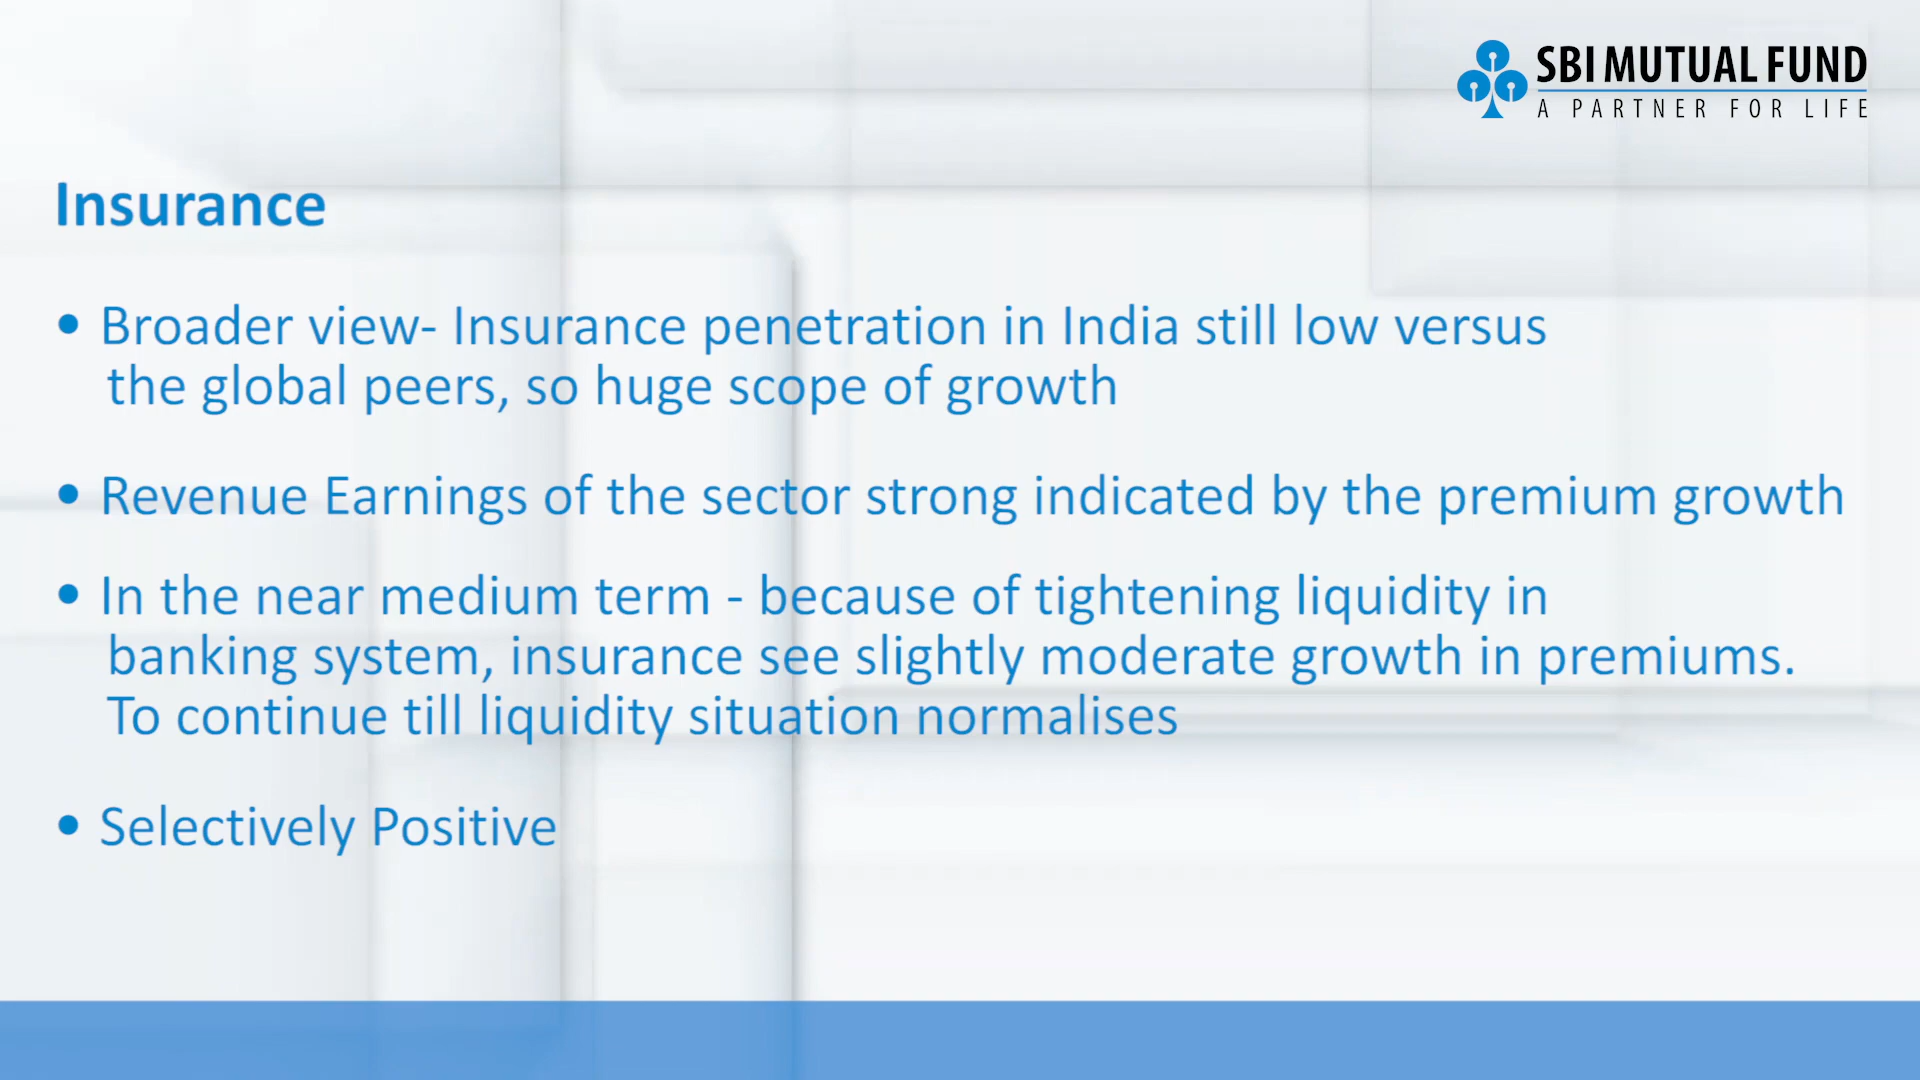 SBI MUTUAL FUND
A PARTNER FOR LIFE
Insurance
• Broader view- Insurance penetration in India still low versus
the global peers, so huge scope of growth
• Revenue Earnings of the sector strong indicated by the premium growth
• In the near medium term - because of tightening liquidity in
banking system, insurance see slightly moderate growth in premiums.
To continue till liquidity situation normalises
• Selectively Positive